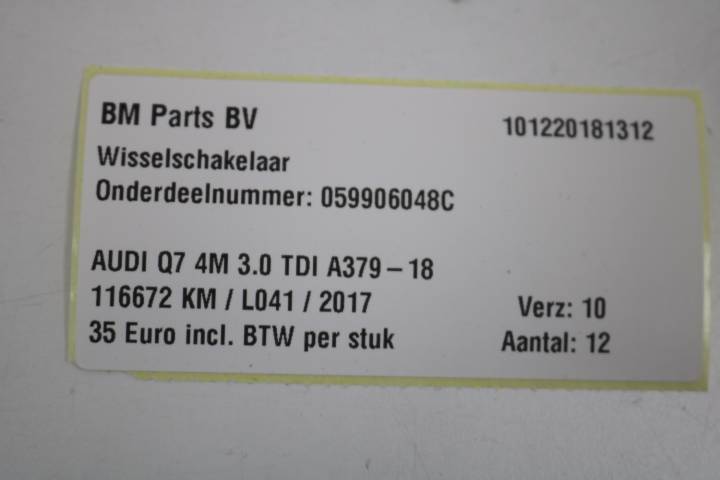 BM Parts BV
101220181312
Wisselschakelaar
Onderdeelnummer: 059906048C
AUDI Q7 4M 3.0 TDI A379-18
116672 KM / L041 / 2017
Verz: 10
35 Euro incl. BTW per stuk
Aantal: 12